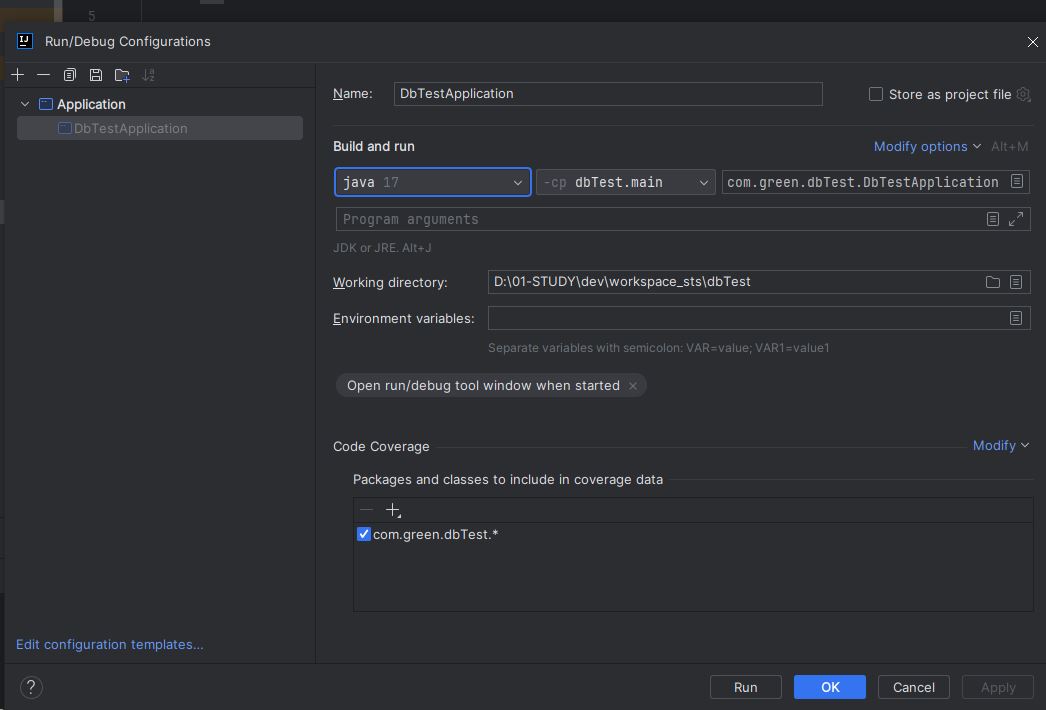 5
Run/Debug Configurations
Application
DbTestApplication
Name: DbTestApplication Store as project file
Build and run Modify options Alt+M
java 17 -cp dbTest.main com.green.dbTest.DbTestApplication
Program arguments
JDK or JRE. Alt+J
Working directory: D:\01-STUDY\dev\workspace_sts\dbTest
Environment variables:
Separate variables with semicolon: VAR=value; VAR1=value1
Open run/debug tool window when started
Code Coverage Modify
Packages and classes to include in coverage data
com.green.dbTest.*
Edit configuration templates...
? Run OK Cancel Apply